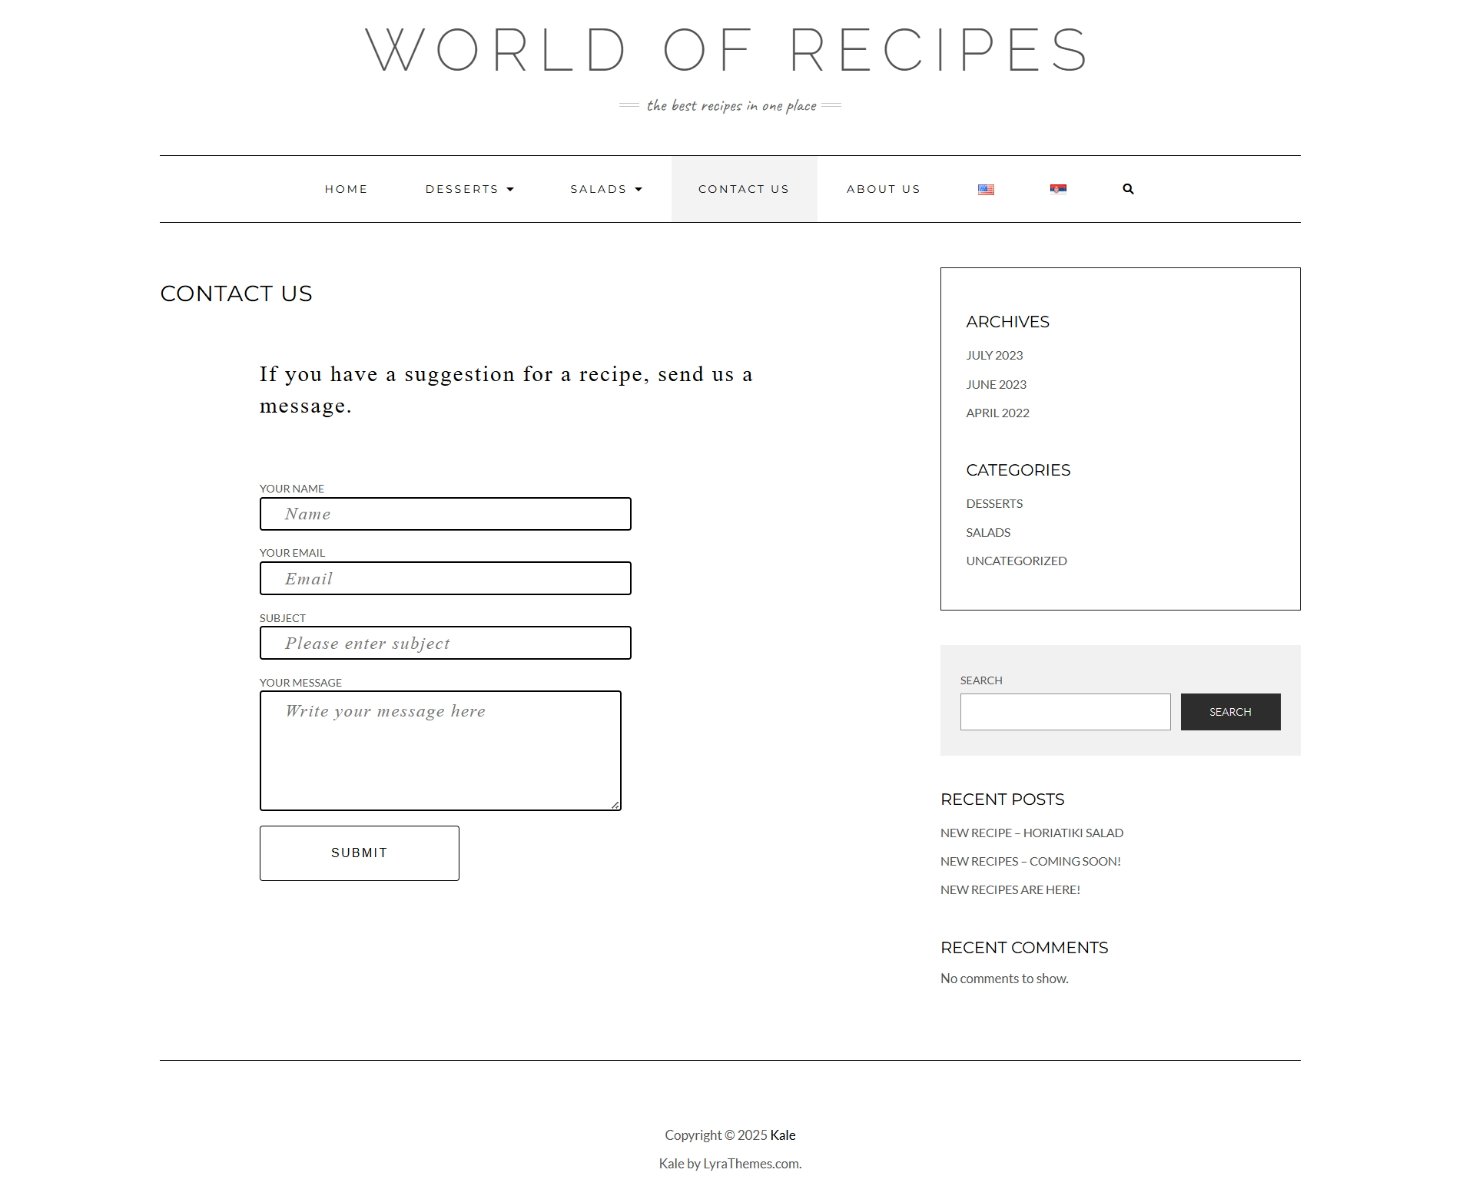 WORLD OF RECIPES
the best recipes in one place
HOME
DESSERTS
SALADS
CONTACT US
ABOUT US
CONTACT US
If you have a suggestion for a recipe, send us a
message.
YOUR NAME
Name
YOUR EMAIL
Email
SUBJECT
Please enter subject
YOUR MESSAGE
Write your message here
SUBMIT
ARCHIVES
JULY 2023
JUNE 2023
APRIL 2022
CATEGORIES
DESSERTS
SALADS
UNCATEGORIZED
SEARCH
SEARCH
RECENT POSTS
NEW RECIPE – HORIATIKI SALAD
NEW RECIPES – COMING SOON!
NEW RECIPES ARE HERE!
RECENT COMMENTS
No comments to show.
Copyright © 2025 Kale
Kale by LyraThemes.com.